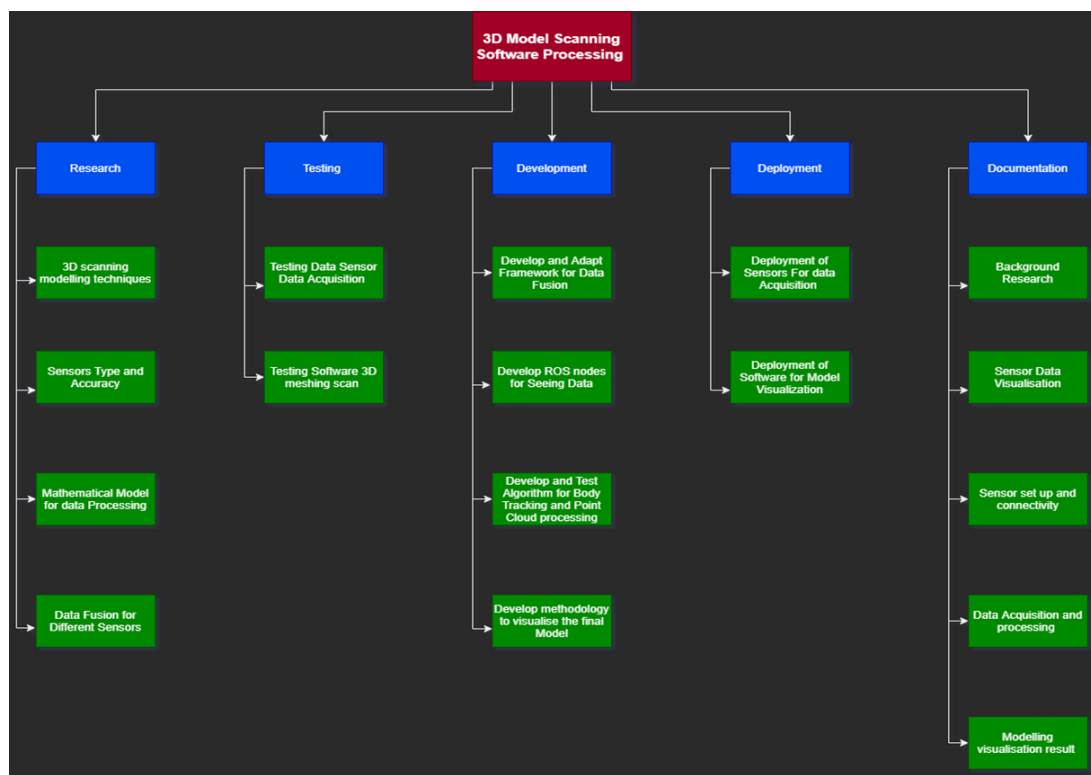 3D Model Scanning
Software Processing
Research
Testing
Development
Deployment
Documentation
3D scanning
modelling techniques
Testing Data Sensor
Data Acquisition
Develop and Adapt
Framework for Data
Fusion
Deployment of
Sensors For data
Acquisition
Background
Research
Sensors Type and
Accuracy
Testing Software 3D
meshing scan
Develop ROS nodes
for Seeing Data
Deployment of
Software for Model
Visualization
Sensor Data
Visualisation
Mathematical Model
for data Processing
Develop and Test
Algorithm for Body
Tracking and Point
Cloud processing
Sensor set up and
connectivity
Data Fusion for
Different Sensors
Develop methodology
to visualise the final
Model
Data Acquisition and
processing
Modelling
visualisation result